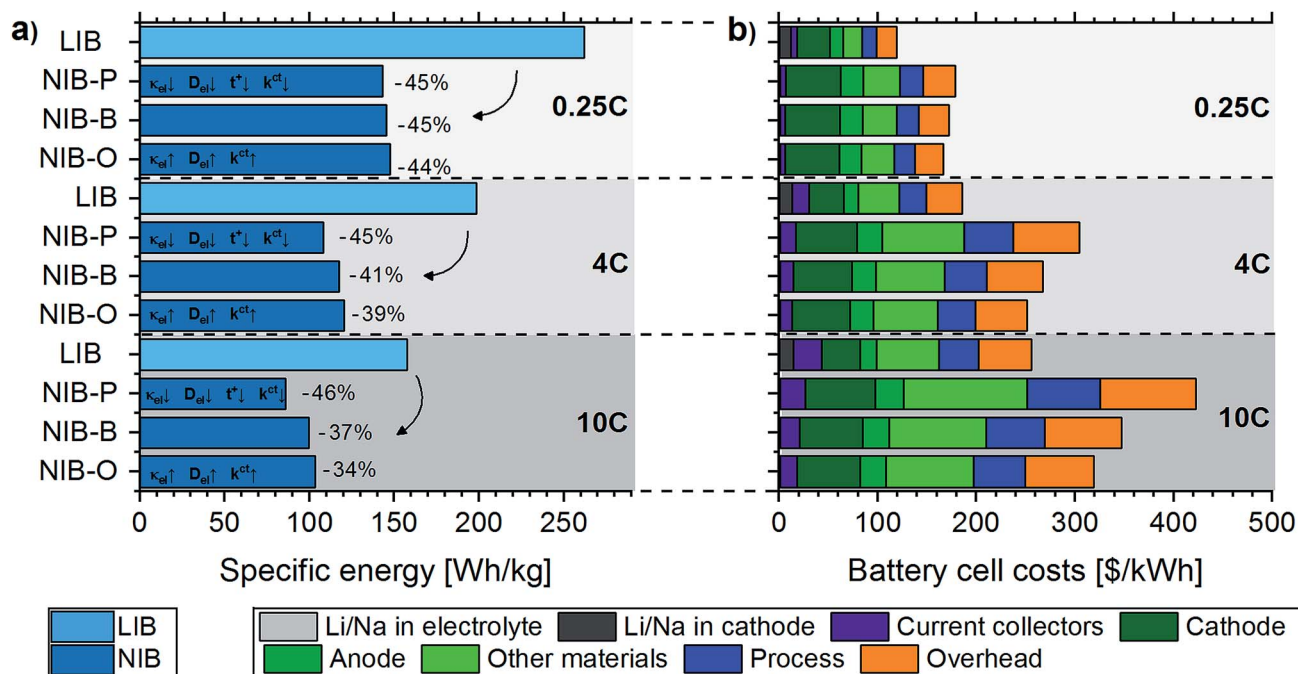 a)
b)
LIB
NIB-P κel↓ Del↓ t+↓ kct↓ -45%
NIB-B -45%
NIB-O κel↑ Del↑ kct↑ -44%
0.25C
0.25C
LIB
NIB-P κel↓ Del↓ t+↓ kct↓ -45%
NIB-B -41%
NIB-O κel↑ Del↑ kct↑ -39%
4C
4C
LIB
NIB-P κel↓ Del↓ t+↓ kct↓ -46%
NIB-B -37%
NIB-O κel↑ Del↑ kct↑ -34%
10C
10C
0 50 100 150 200 250
0 100 200 300 400 500
Specific energy [Wh/kg]
Battery cell costs [$/kWh]
LIB
NIB
Li/Na in electrolyte Li/Na in cathode Current collectors Cathode
Anode Other materials Process Overhead